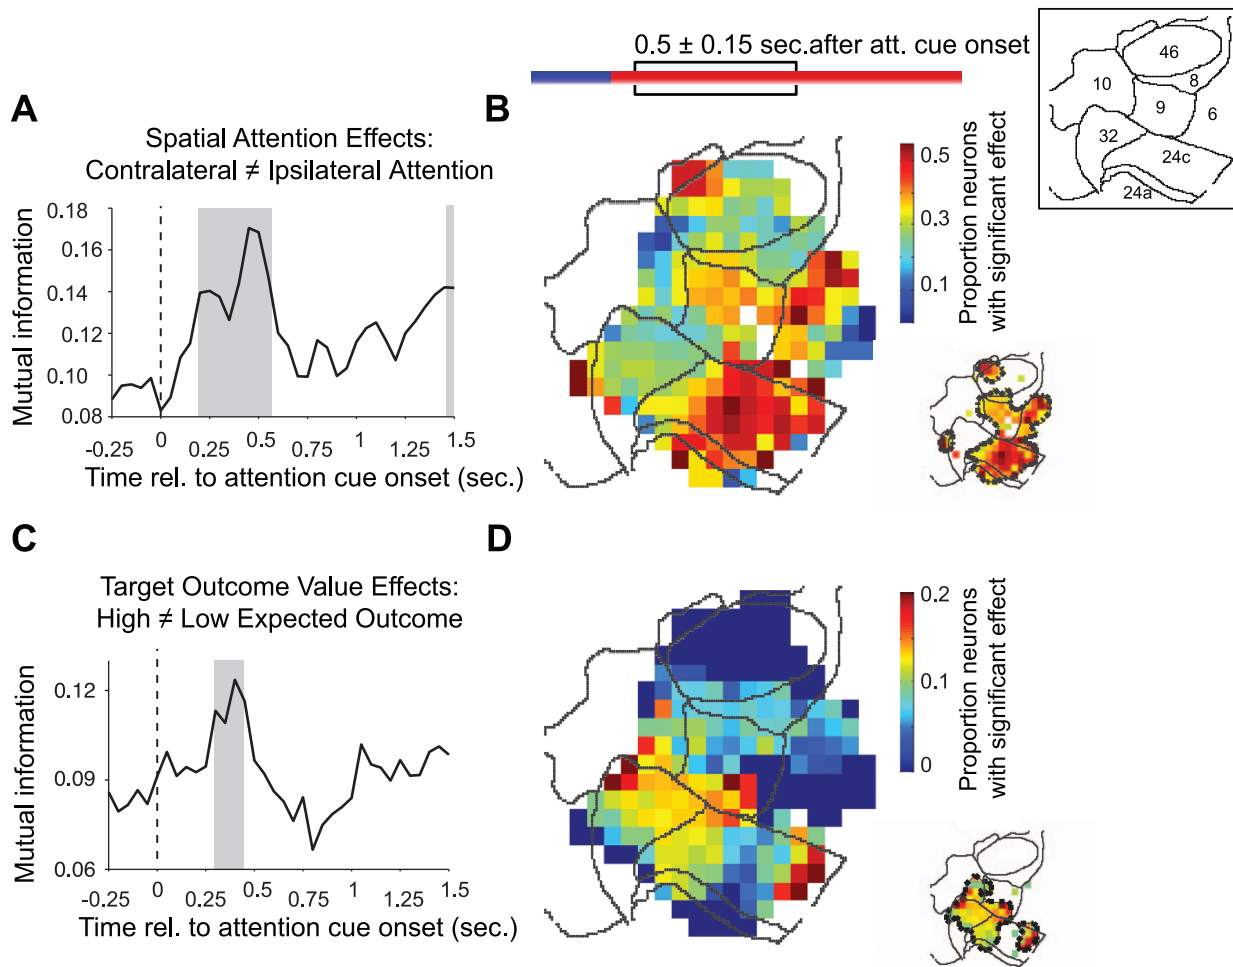 0.5 ± 0.15 sec.after att. cue onset
46
10
8
9
6
32
24c
24a
A
Spatial Attention Effects:
Contralateral ≠ Ipsilateral Attention
Mutual information
0.18
0.16
0.14
0.12
0.10
0.08
-0.25
0
0.25
0.5
0.75
1
1.25
1.5
Time rel. to attention cue onset (sec.)
B
0.5
0.3
0.1
Proportion neurons
with significant effect
C
Target Outcome Value Effects:
High ≠ Low Expected Outcome
Mutual information
0.12
0.09
0.06
-0.25
0
0.25
0.5
0.75
1
1.25
1.5
Time rel. to attention cue onset (sec.)
D
0.2
0.1
0
Proportion neurons
with significant effect